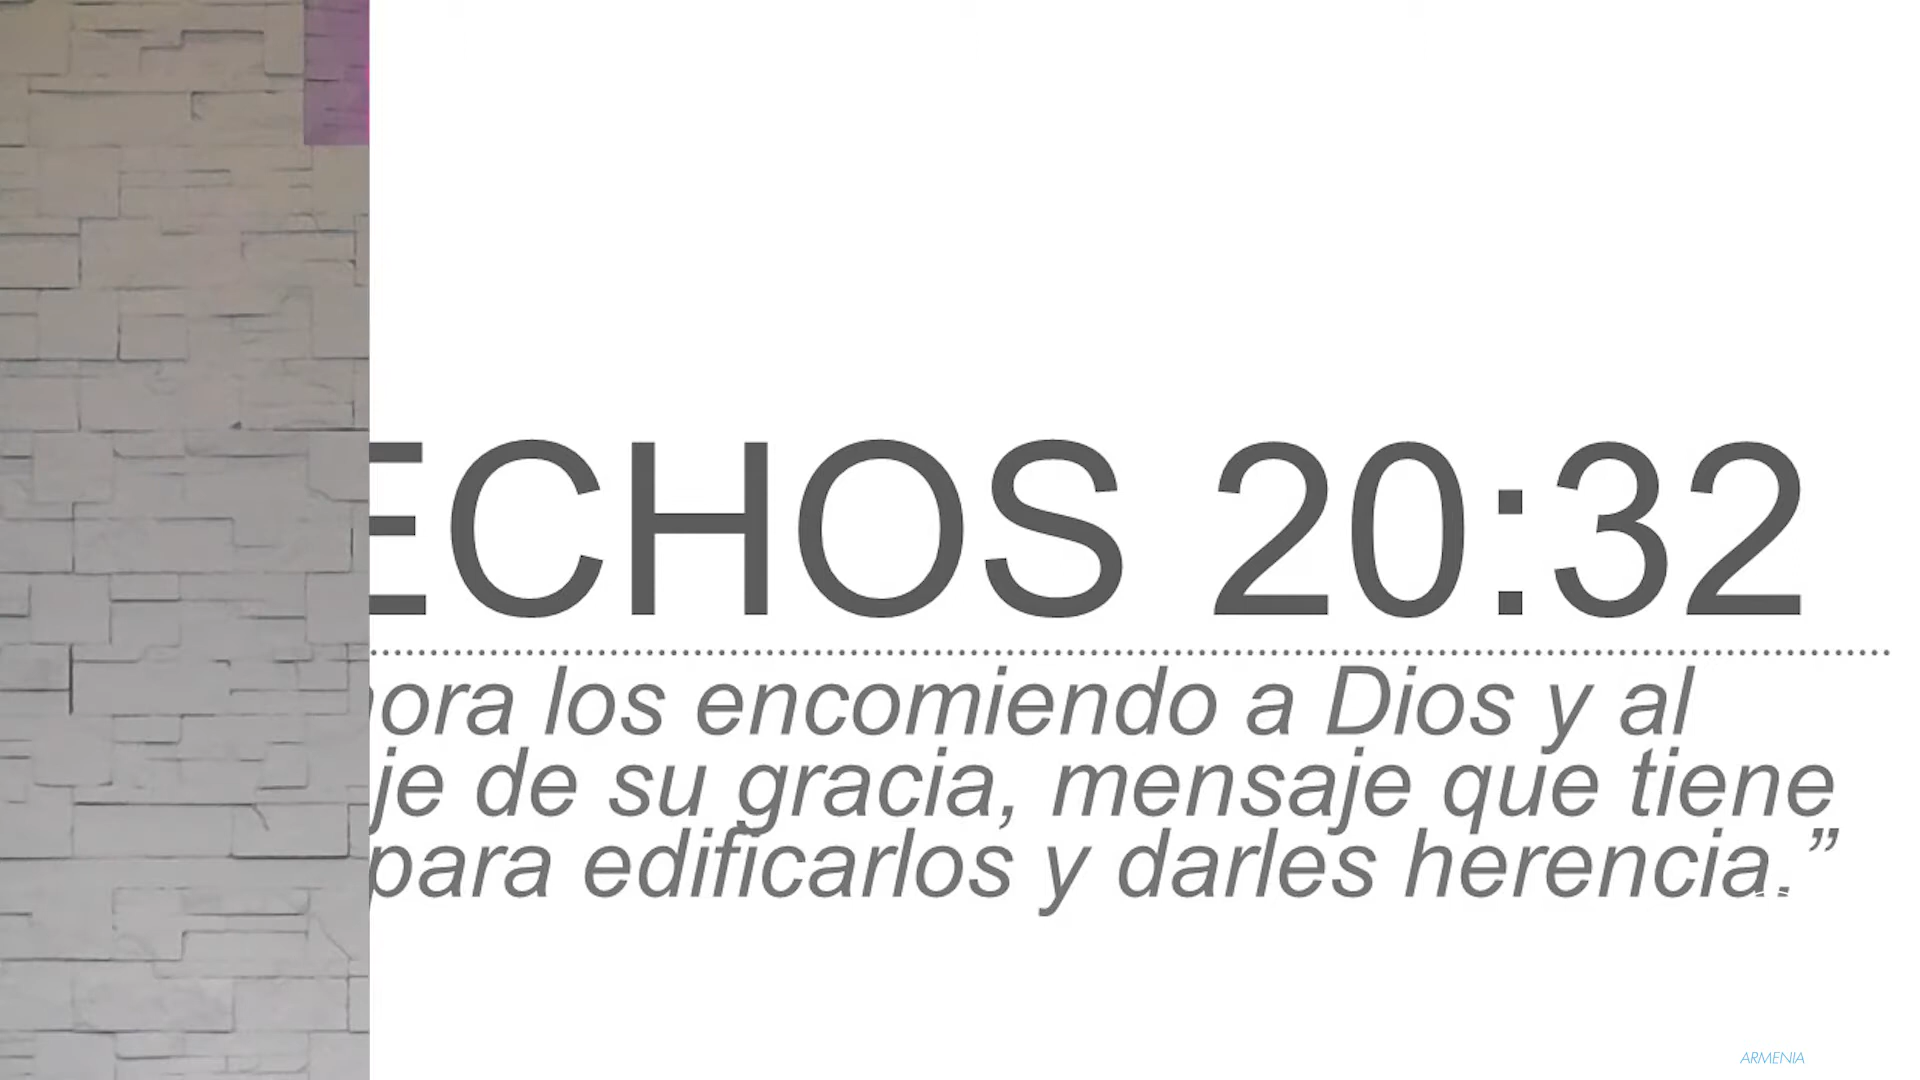 ECHOS 20:32
ora los encomiendo a Dios y al
je de su gracia, mensaje que tiene
para edificarlos y darles herencia.”
ARMENIA